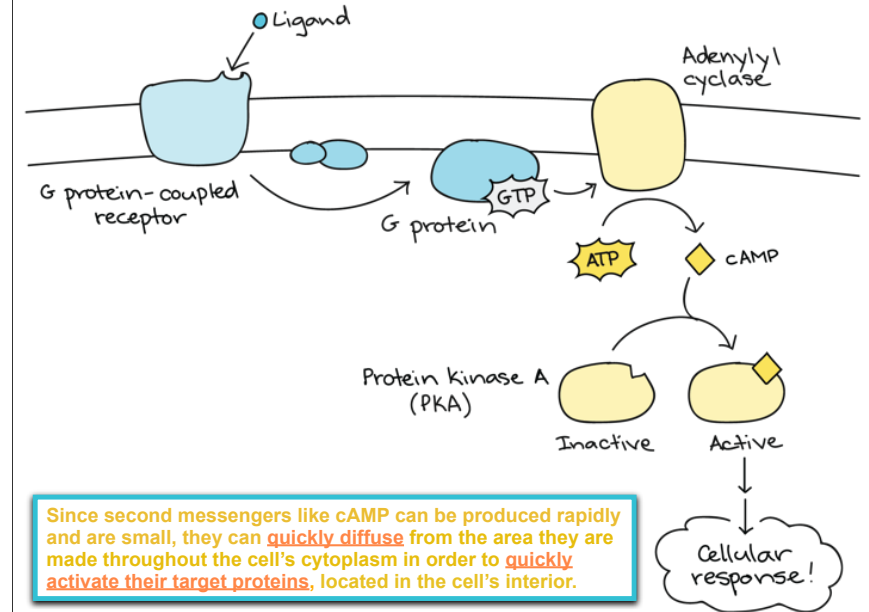 Ligand
Adenylyl
cyclase
G protein-coupled
receptor
GTP
G protein
ATP
cAMP
Protein kinase A
(PKA)
Inactive
Active
Since second messengers like cAMP can be produced rapidly
and are small, they can quickly diffuse from the area they are
made throughout the cell's cytoplasm in order to quickly
activate their target proteins, located in the cell's interior.
Cellular
response!